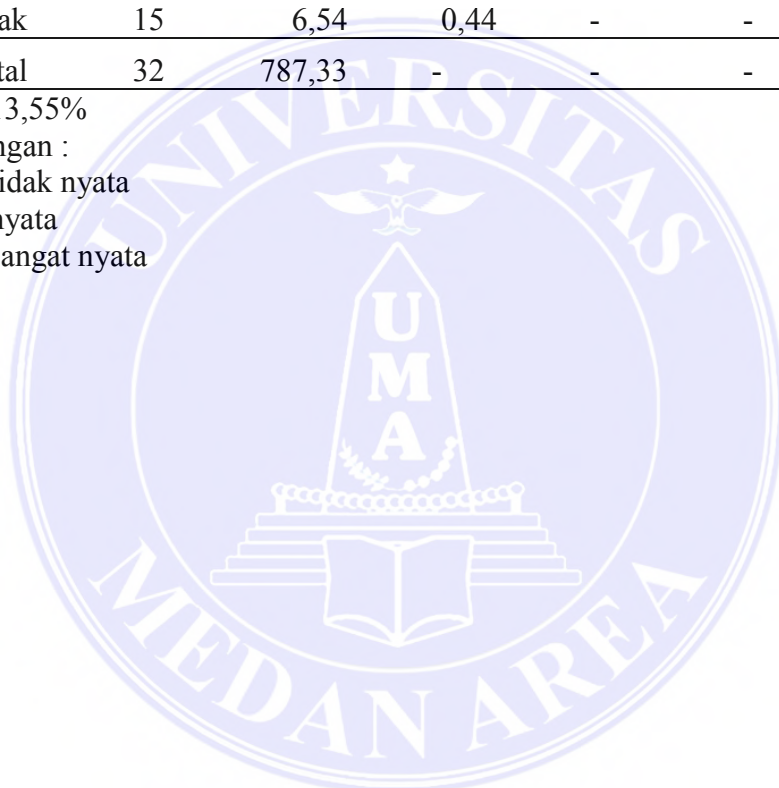 ak 15 6,54 0,44 - -
tal 32 787,33 - - -
3,55%
ngan :
idak nyata
nyata
angat nyata
UNIVERSITAS
UMA
MEDAN AREA